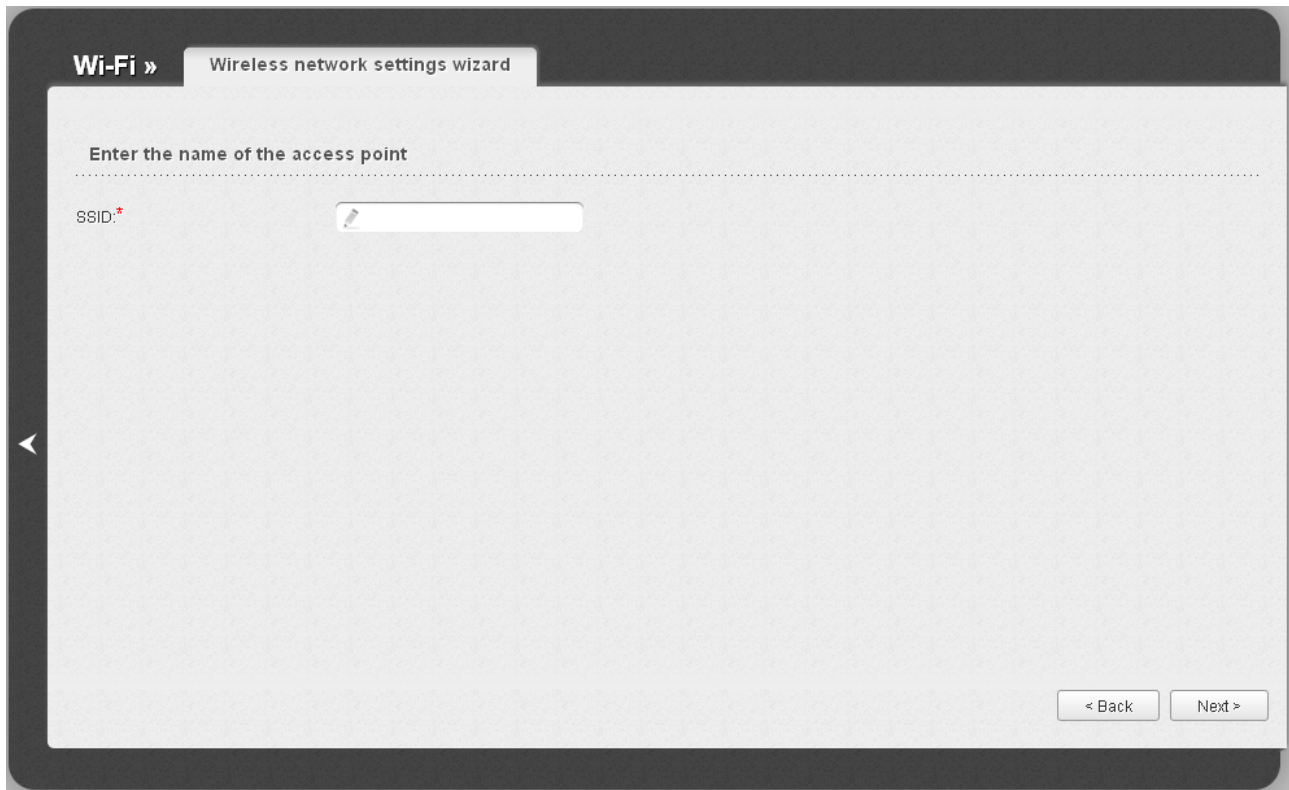 Wi-Fi »
Wireless network settings wizard
Enter the name of the access point
SSID:*
< Back
Next >